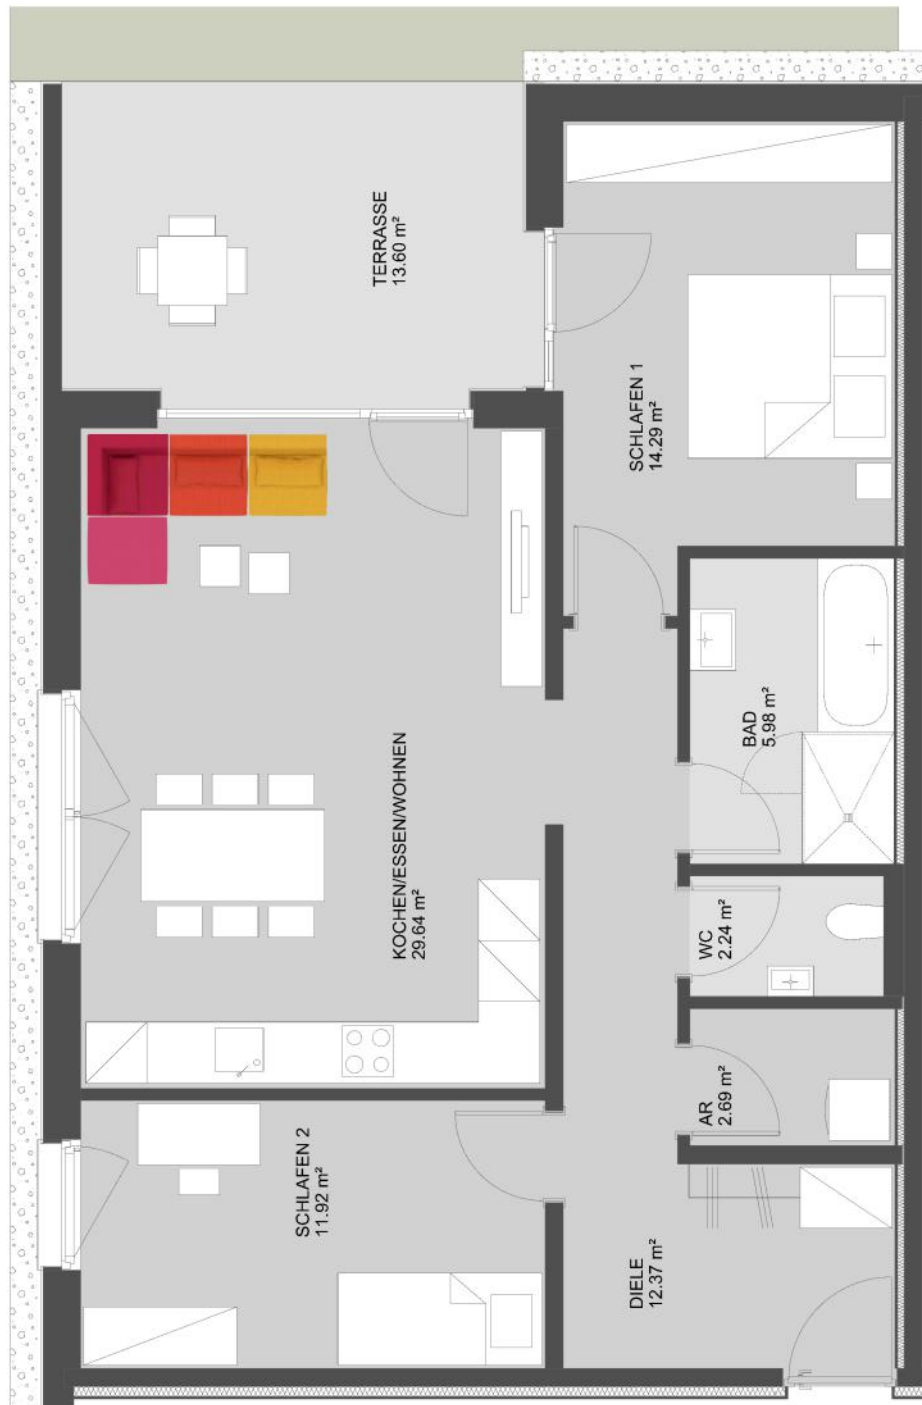 TERRASSE
13.60 m²
SCHLAFEN 1
14.29 m²
BAD
5.98 m²
KOCHEN/ESSEN/WOHNEN
29.64 m²
WC
2.24 m²
AR
2.69 m²
SCHLAFEN 2
11.92 m²
DIELE
12.37 m²